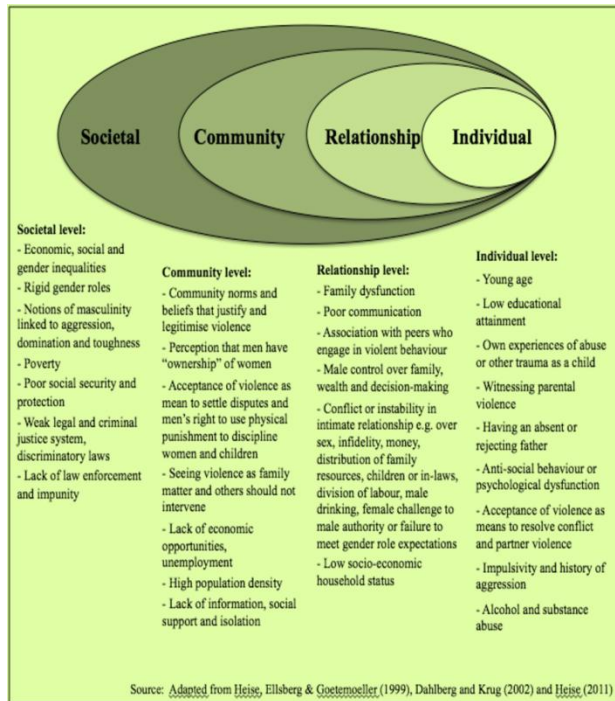 Societal
Community
Relationship
Individual
Societal level:
- Economic, social and
gender inequalities
- Rigid gender roles
- Notions of masculinity
linked to aggression,
domination and toughness
- Poverty
- Poor social security and
protection
- Weak legal and criminal
justice system,
discriminatory laws
- Lack of law enforcement
and impunity
Community level:
- Community norms and
beliefs that justify and
legitimise violence
- Perception that men have
“ownership” of women
- Acceptance of violence as
mean to settle disputes and
men's right to use physical
punishment to discipline
women and children
- Seeing violence as family
matter and others should not
intervene
- Lack of economic
opportunities,
unemployment
- High population density
- Lack of information, social
support and isolation
Relationship level:
- Family dysfunction
- Poor communication
- Association with peers who
engage in violent behaviour
- Male control over family,
wealth and decision-making
- Conflict or instability in
intimate relationship e.g. over
sex, infidelity, money,
distribution of family
resources, children or in-laws,
division of labour, male
drinking, female challenge to
male authority or failure to
meet gender role expectations
- Low socio-economic
household status
Individual level:
- Young age
- Low educational
attainment
- Own experiences of abuse
or other trauma as a child
- Witnessing parental
violence
- Having an absent or
rejecting father
- Anti-social behaviour or
psychological dysfunction
- Acceptance of violence as
means to resolve conflict
and partner violence
- Impulsivity and history of
aggression
- Alcohol and substance
abuse
Source: Adapted from Heise, Ellsberg & Goetemoeller (1999), Dahlberg and Krug (2002) and Heise (2011)